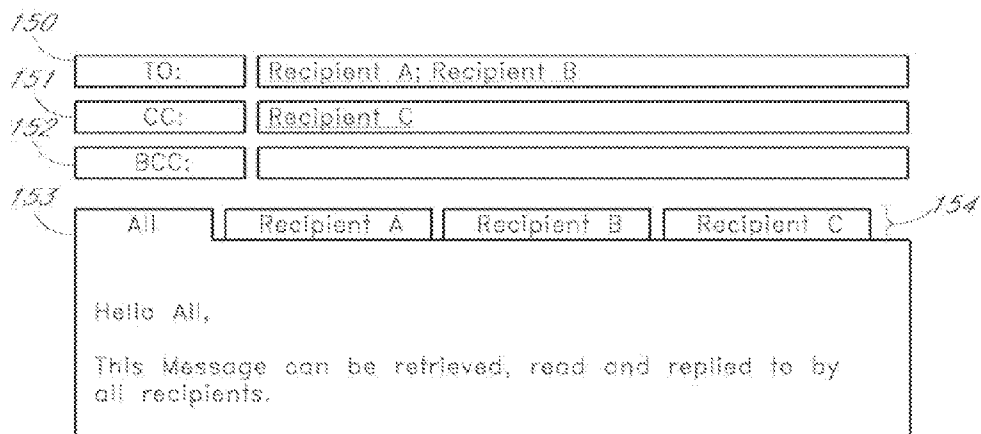 150
TO: Recipient A; Recipient B
151
CC: Recipient C
152
BCC:
153
All Recipient A Recipient B Recipient C 154
Hello All,
This Message can be retrieved, read and replied to by
all recipients.